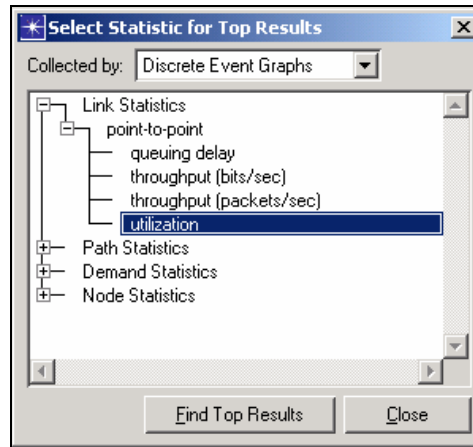 Select Statistic for Top Results
Collected by: Discrete Event Graphs
Link Statistics
point-to-point
queuing delay
throughput (bits/sec)
throughput (packets/sec)
utilization
Path Statistics
Demand Statistics
Node Statistics
Find Top Results Close